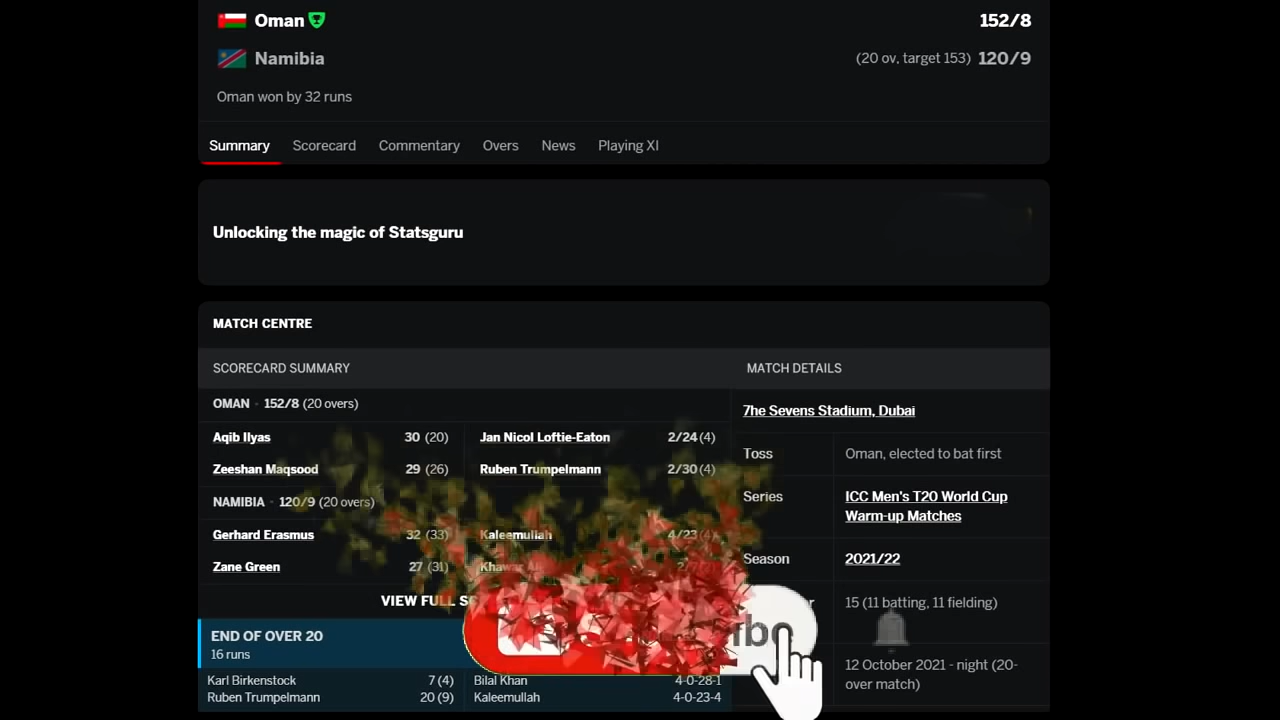 Oman 152/8
Namibia (20 ov, target 153) 120/9
Oman won by 32 runs
Summary Scorecard Commentary Overs News Playing XI
Unlocking the magic of Statsguru
MATCH CENTRE
SCORECARD SUMMARY
OMAN · 152/8 (20 overs)
Aqib Ilyas 30 (20) Jan Nicol Loftie-Eaton 2/24 (4)
Zeeshan Maqsood 29 (26) Ruben Trumpelmann 2/30 (4)
NAMIBIA · 120/9 (20 overs)
Gerhard Erasmus 32 (33) Kaleemullah 4/23 (4)
Zane Green 27 (31) Khawar
VIEW FULL
END OF OVER 20
16 runs
Karl Birkenstock 7 (4) Bilal Khan 4-0-28-1
Ruben Trumpelmann 20 (9) Kaleemullah 4-0-23-4
MATCH DETAILS
7he Sevens Stadium, Dubai
Toss Oman, elected to bat first
Series ICC Men's T20 World Cup
Warm-up Matches
Season 2021/22
15 (11 batting, 11 fielding)
12 October 2021 - night (20-
over match)